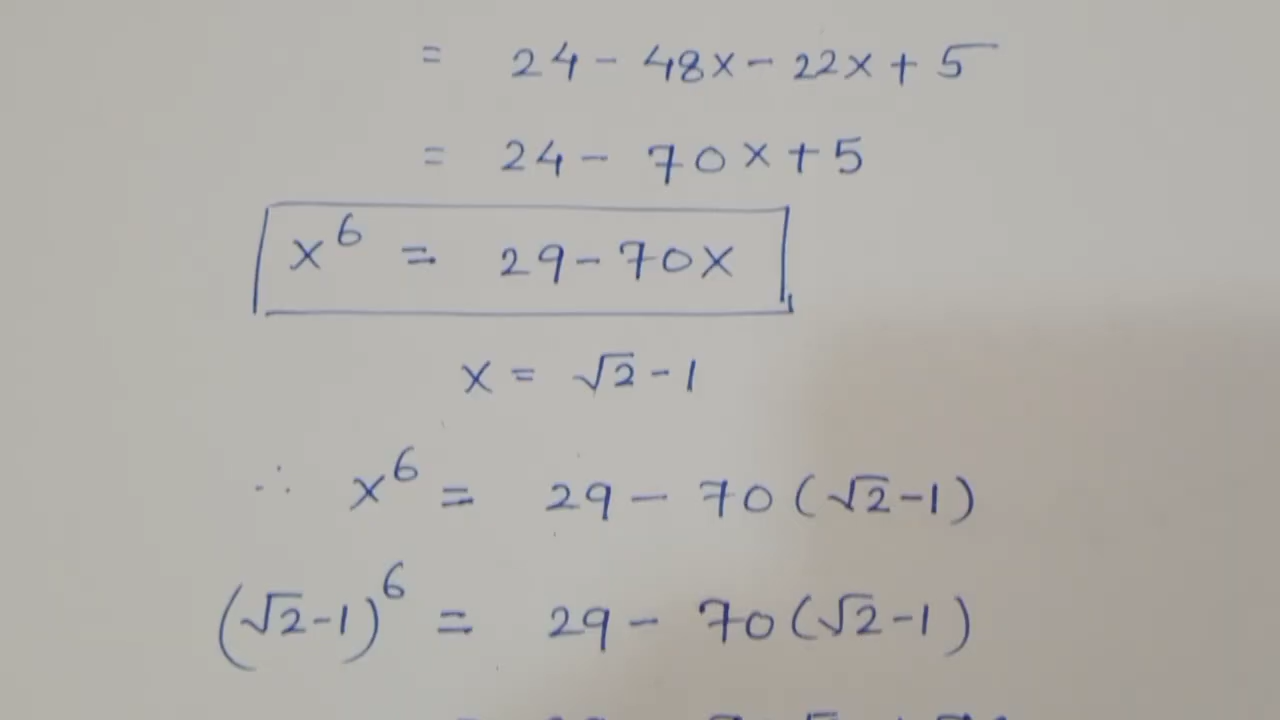 = 24 - 48x - 22x + 5
= 24 - 70x + 5
x⁶ = 29 - 70x
x = √2 - 1
∴ x⁶ = 29 - 70(√2 - 1)
(√2 - 1)⁶ = 29 - 70(√2 - 1)